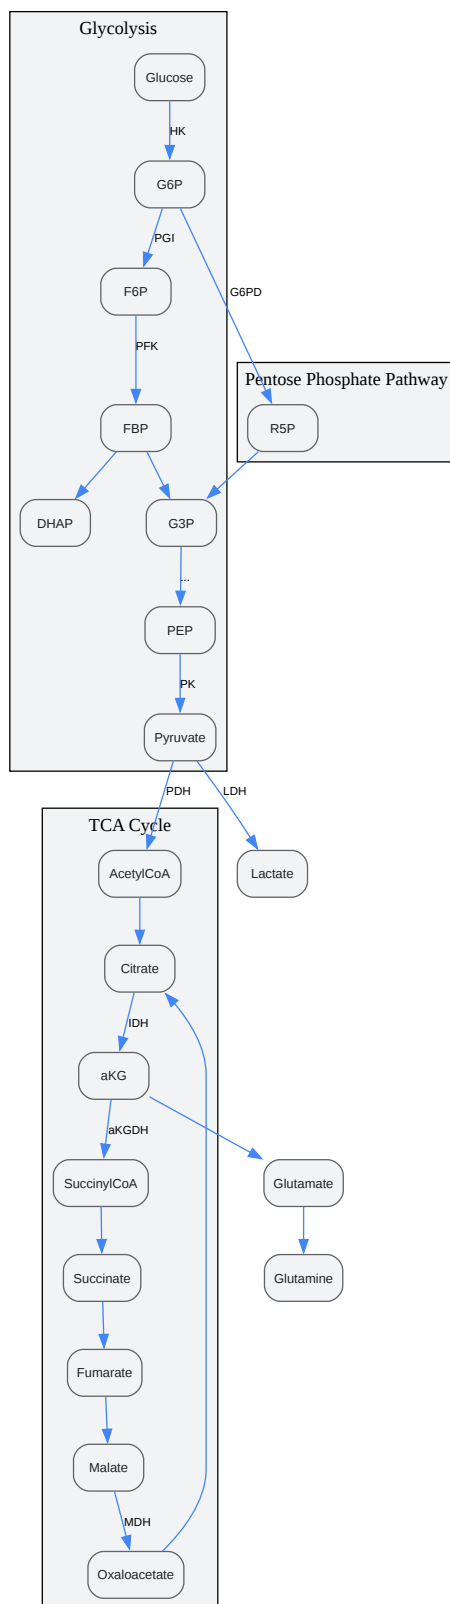 Glycolysis
Glucose
HK
G6P
PGI
F6P
G6PD
PFK
Pentose Phosphate Pathway
FBP
R5P
DHAP
G3P
...
PEP
PK
Pyruvate
PDH
LDH
TCA Cycle
AcetylCoA
Lactate
Citrate
IDH
aKG
aKGDH
SuccinylCoA
Glutamate
Succinate
Glutamine
Fumarate
Malate
MDH
Oxaloacetate